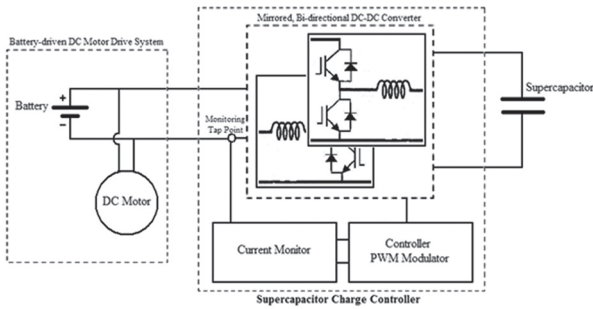 Mirrored, Bi-directional DC-DC Converter
Battery-driven DC Motor Drive System
Battery
+
−
Monitoring
Tap Point
Supercapacitor
DC Motor
Current Monitor
Controller
PWM Modulator
Supercapacitor Charge Controller